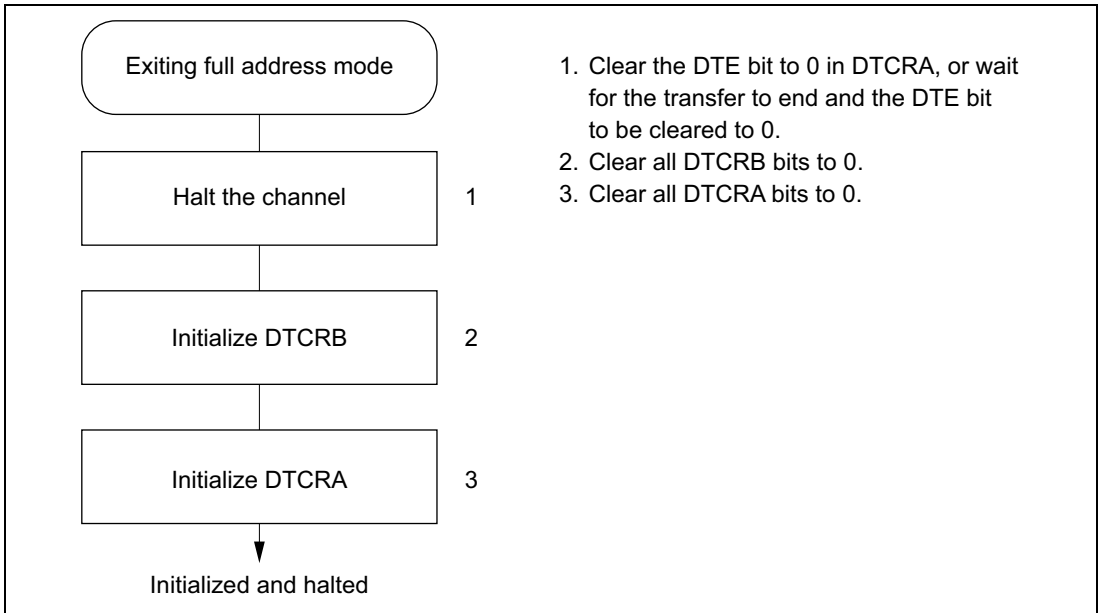 Exiting full address mode
Halt the channel
1
Initialize DTCRB
2
Initialize DTCRA
3
Initialized and halted
1. Clear the DTE bit to 0 in DTCRA, or wait
for the transfer to end and the DTE bit
to be cleared to 0.
2. Clear all DTCRB bits to 0.
3. Clear all DTCRA bits to 0.